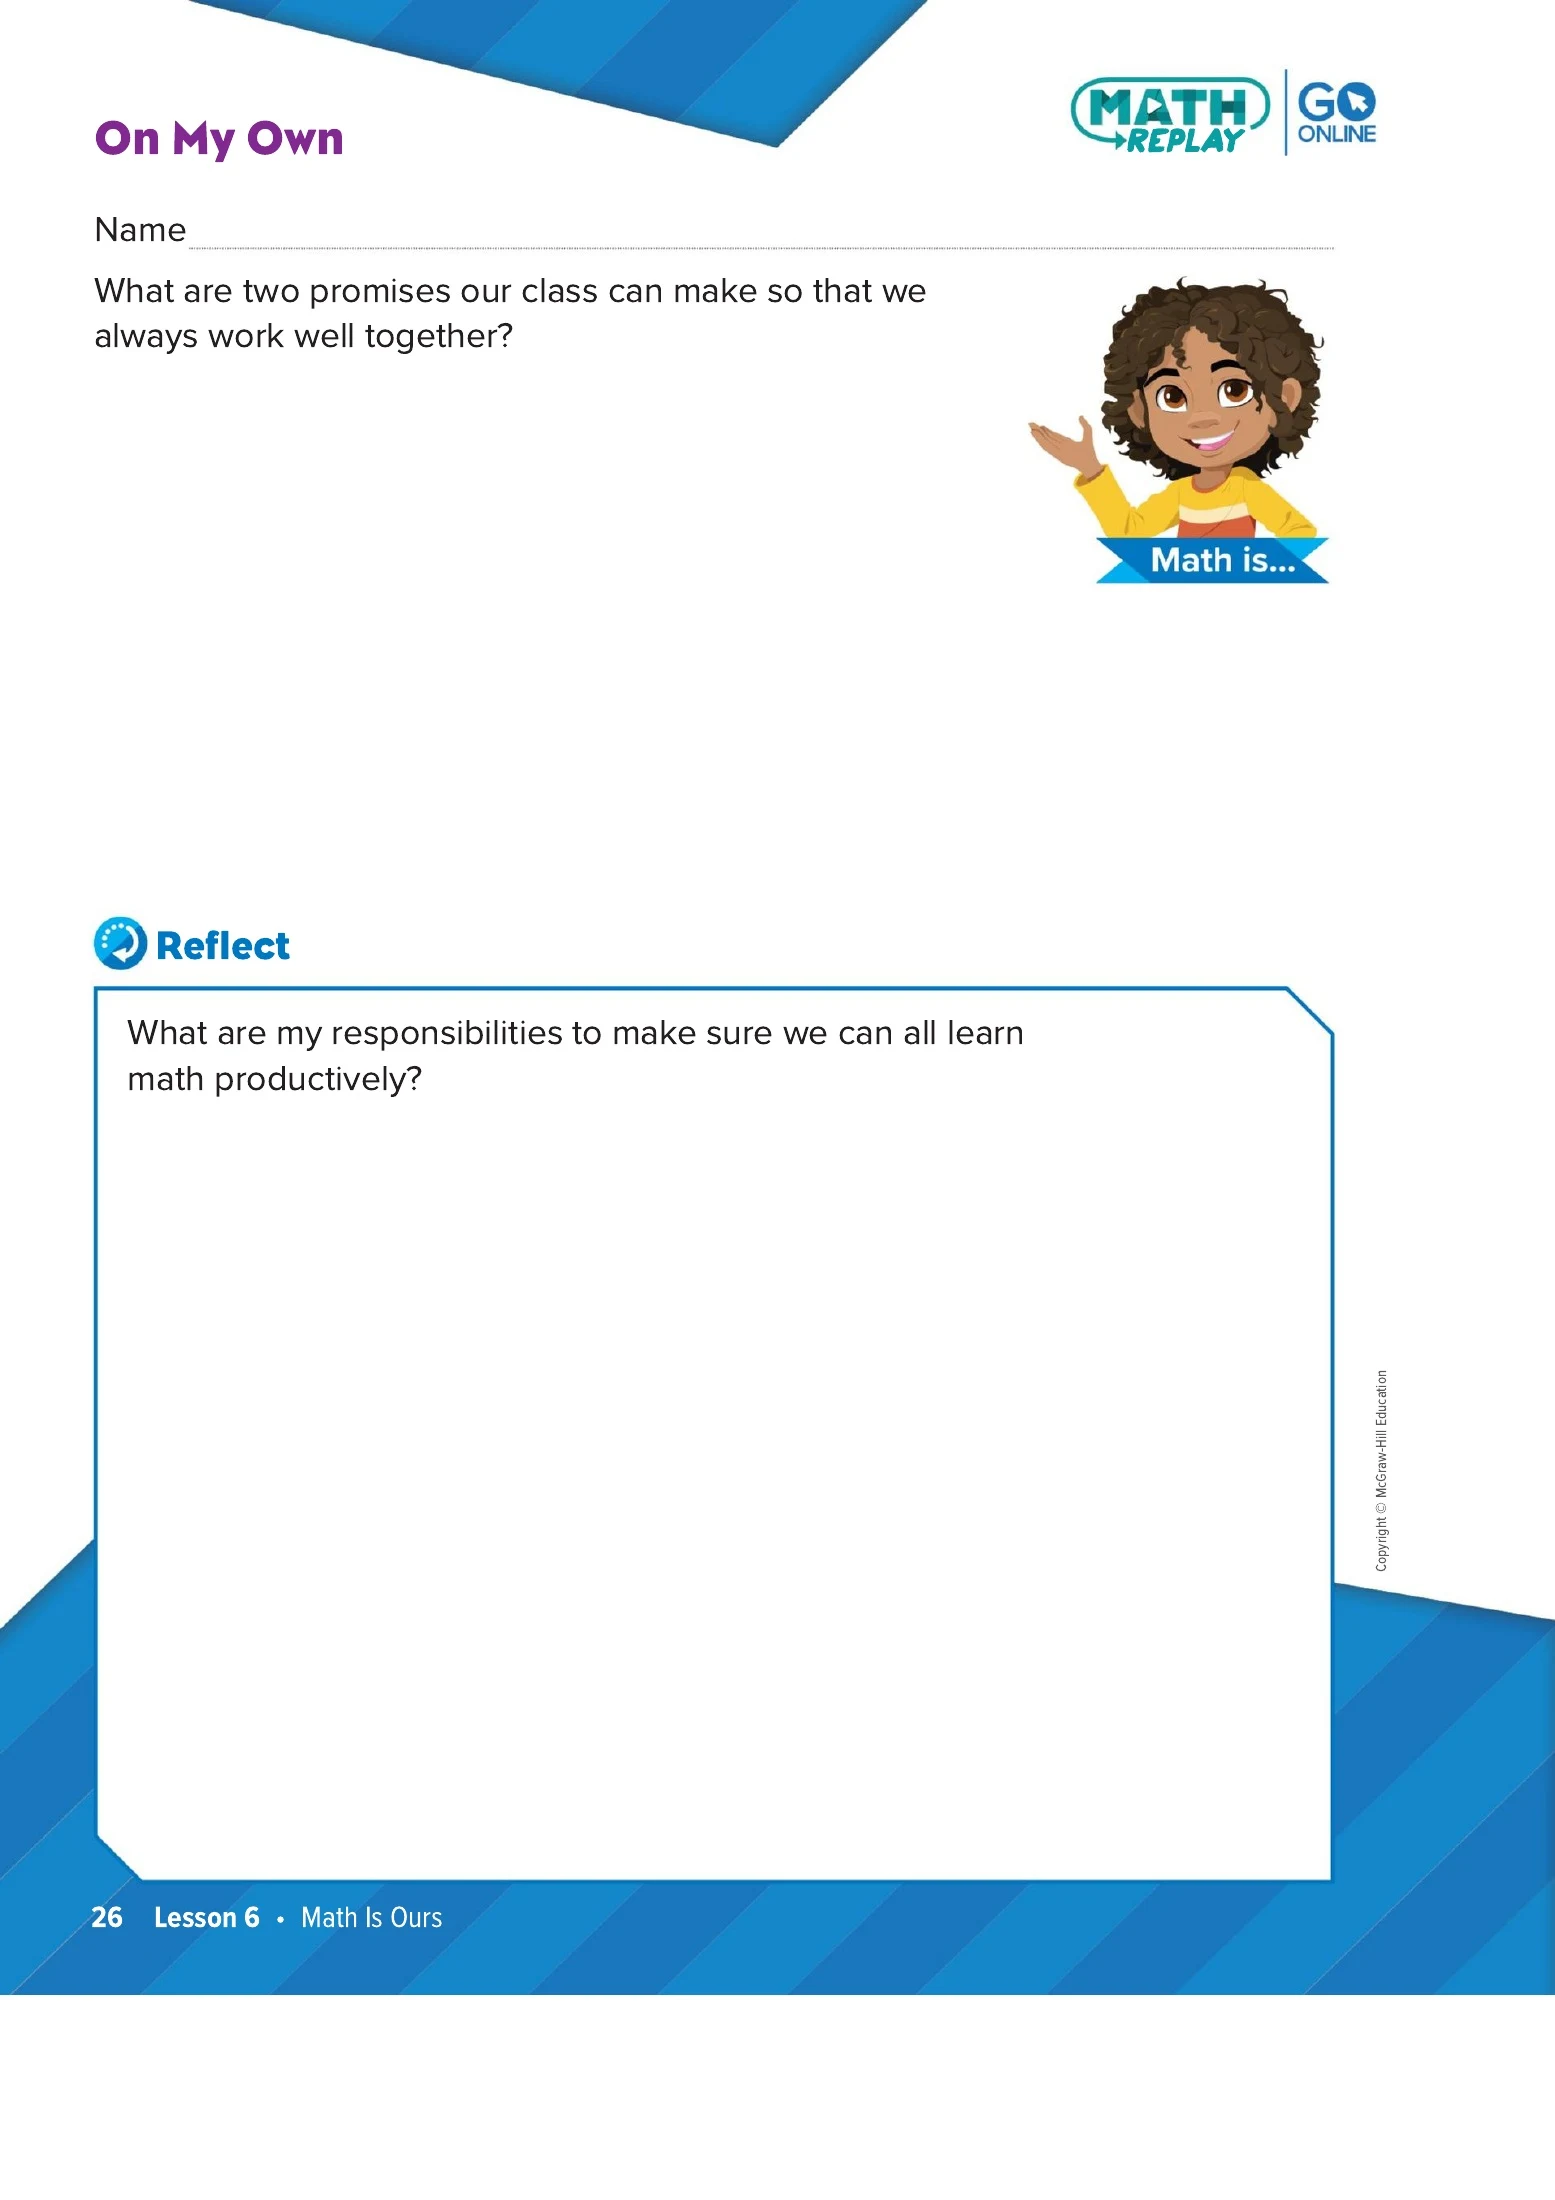 On My Own
MATH
REPLAY
GO
ONLINE
Name
What are two promises our class can make so that we
always work well together?
Math is...
Reflect
What are my responsibilities to make sure we can all learn
math productively?
Copyright © McGraw-Hill Education
26 Lesson 6 • Math Is Ours